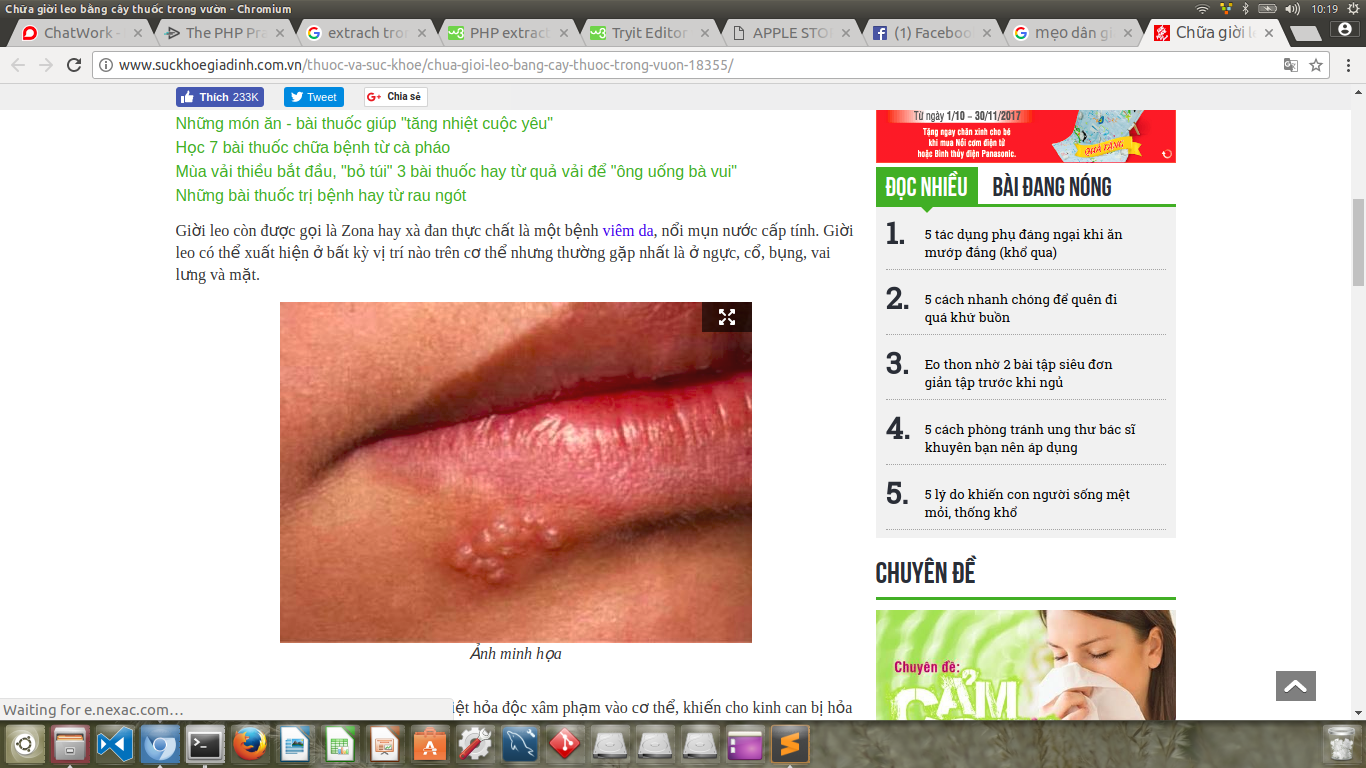 Chữa giời leo bằng cây thuốc trong vườn - Chromium
10:19
ChatWork -
The PHP Pra
extrach tron
PHP extract
Tryit Editor
APPLE STOR
(1) Faceboo
mẹo dân gi
Chữa giời le
www.suckhoegiadinh.com.vn/thuoc-va-suc-khoe/chua-gioi-leo-bang-cay-thuoc-trong-vuon-18355/
Thích 233K
Tweet
G+ Chia sẻ
Những món ăn - bài thuốc giúp "tăng nhiệt cuộc yêu"
Học 7 bài thuốc chữa bệnh từ cà pháo
Mùa vải thiều bắt đầu, "bỏ túi" 3 bài thuốc hay từ quả vải để "ông uống bà vui"
Những bài thuốc trị bệnh hay từ rau ngót
Giời leo còn được gọi là Zona hay xà đan thực chất là một bệnh viêm da, nổi mụn nước cấp tính. Giời
leo có thể xuất hiện ở bất kỳ vị trí nào trên cơ thể nhưng thường gặp nhất là ở ngực, cổ, bụng, vai
lưng và mặt.
Ảnh minh họa
iệt hỏa độc xâm phạm vào cơ thể, khiến cho kinh can bị hỏa
Waiting for e.nexac.com...
Từ ngày 1/10 - 30/11/2017
Tặng ngay chăn xinh cho bé
khi mua Nồi cơm điện tử
hoặc Bình thủy điện Panasonic.
QUÀ TẶNG
ĐỌC NHIỀU
BÀI ĐANG NÓNG
1. 5 tác dụng phụ đáng ngại khi ăn
mướp đắng (khổ qua)
2. 5 cách nhanh chóng để quên đi
quá khứ buồn
3. Eo thon nhờ 2 bài tập siêu đơn
giản tập trước khi ngủ
4. 5 cách phòng tránh ung thư bác sĩ
khuyên bạn nên áp dụng
5. 5 lý do khiến con người sống mệt
mỏi, thống khổ
CHUYÊN ĐỀ
Chuyên đề:
CẢM